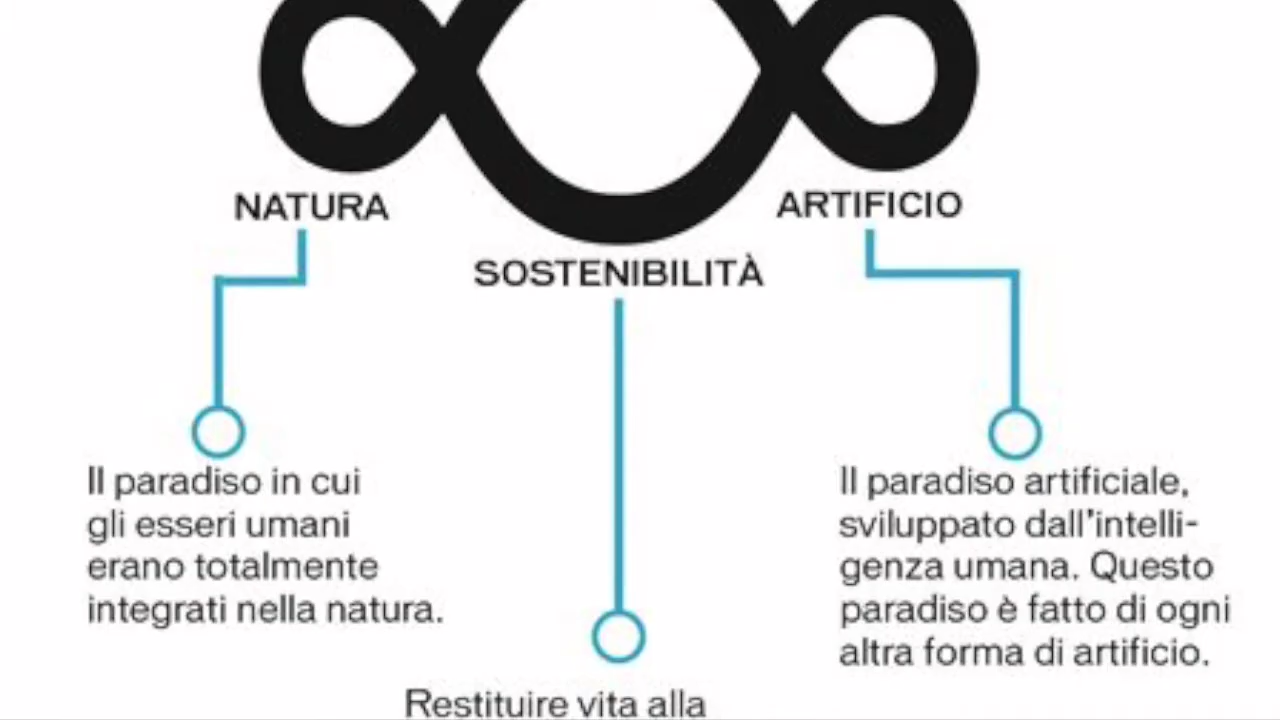 NATURA
ARTIFICIO
SOSTENIBILITÀ
Il paradiso in cui
gli esseri umani
erano totalmente
integrati nella natura.
Il paradiso artificiale,
sviluppato dall'intelli-
genza umana. Questo
paradiso è fatto di ogni
altra forma di artificio.
Restituire vita alla